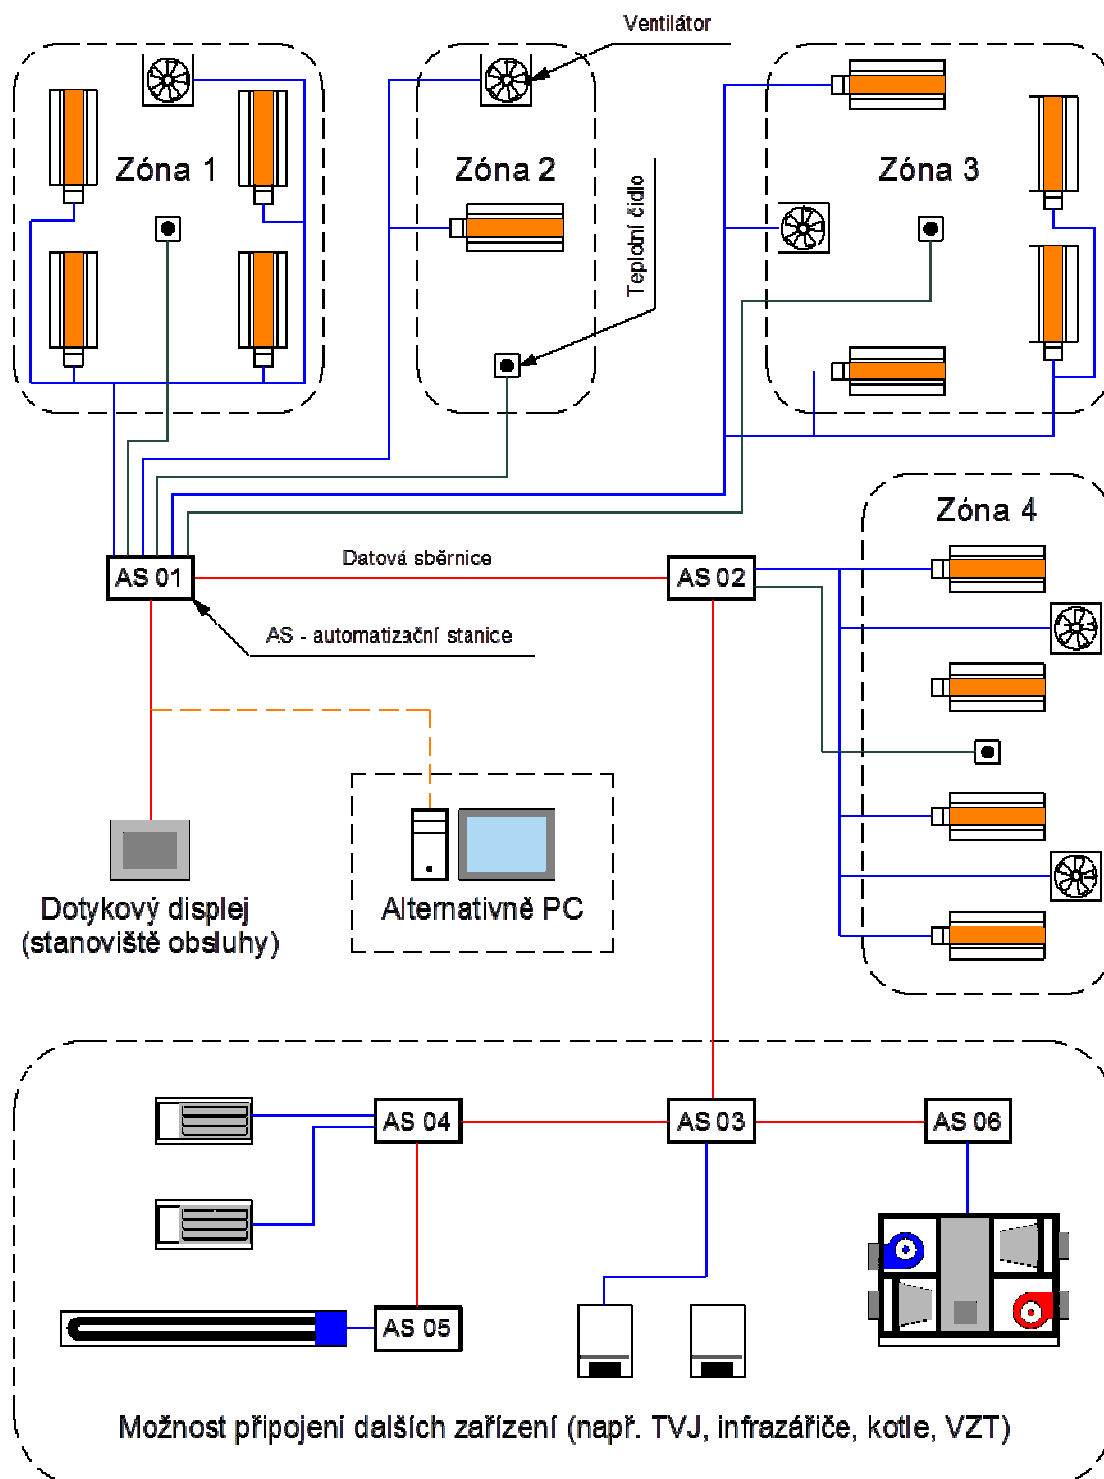 Ventilátor
Zóna 1
Zóna 2
Zóna 3
Teplotní čidlo
Zóna 4
Datová sběrnice
AS 01
AS 02
AS - automatizační stanice
Dotykový displej
(stanoviště obsluhy)
Alternativně PC
AS 04
AS 03
AS 06
AS 05
Možnost připojení dalších zařízení (např. TVJ, infrazářiče, kotle, VZT)